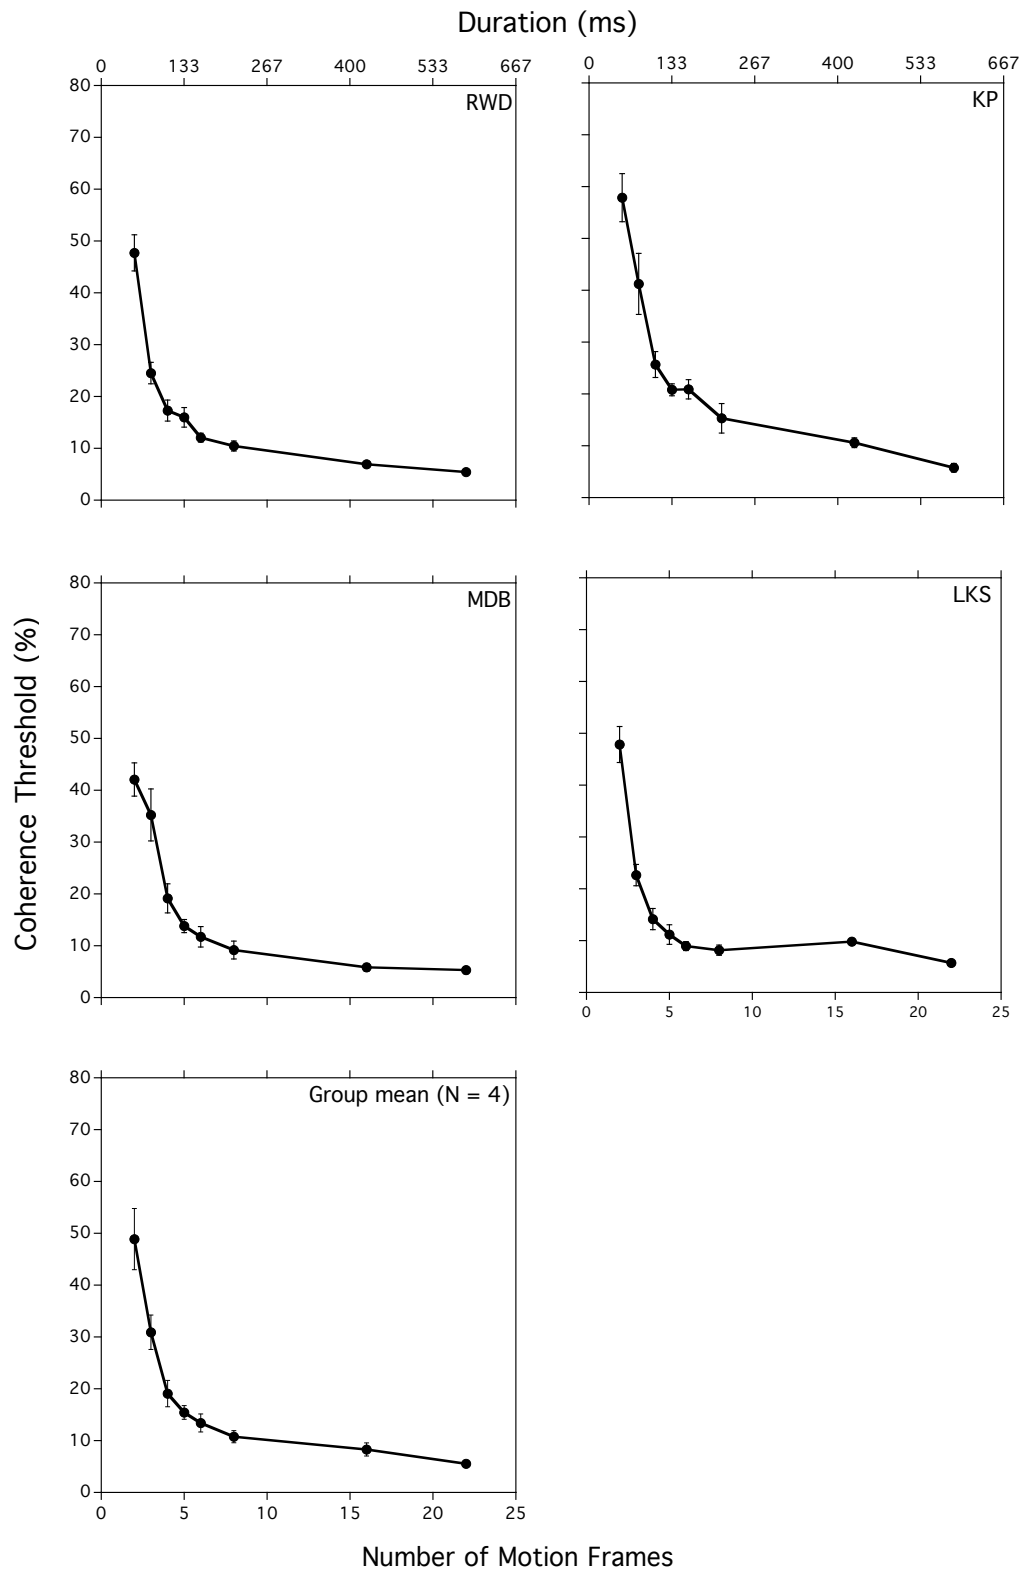 Duration (ms)
0 133 267 400 533 667
0 133 267 400 533 667
RWD
80
70
60
50
40
30
20
10
0
KP
Coherence Threshold (%)
MDB
80
70
60
50
40
30
20
10
0
LKS
0 5 10 15 20 25
Group mean (N = 4)
80
70
60
50
40
30
20
10
0
0 5 10 15 20 25
Number of Motion Frames